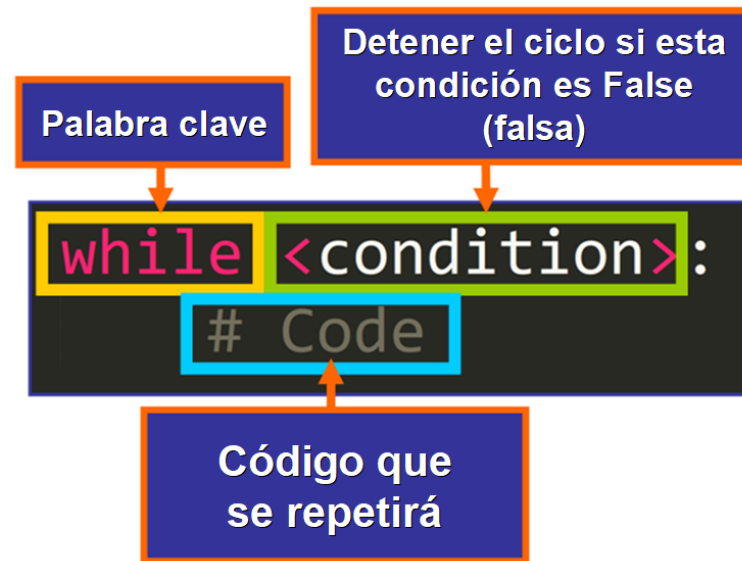 Detener el ciclo si esta
condición es False
(falsa)
Palabra clave
while <condition>:
# Code
Código que
se repetirá